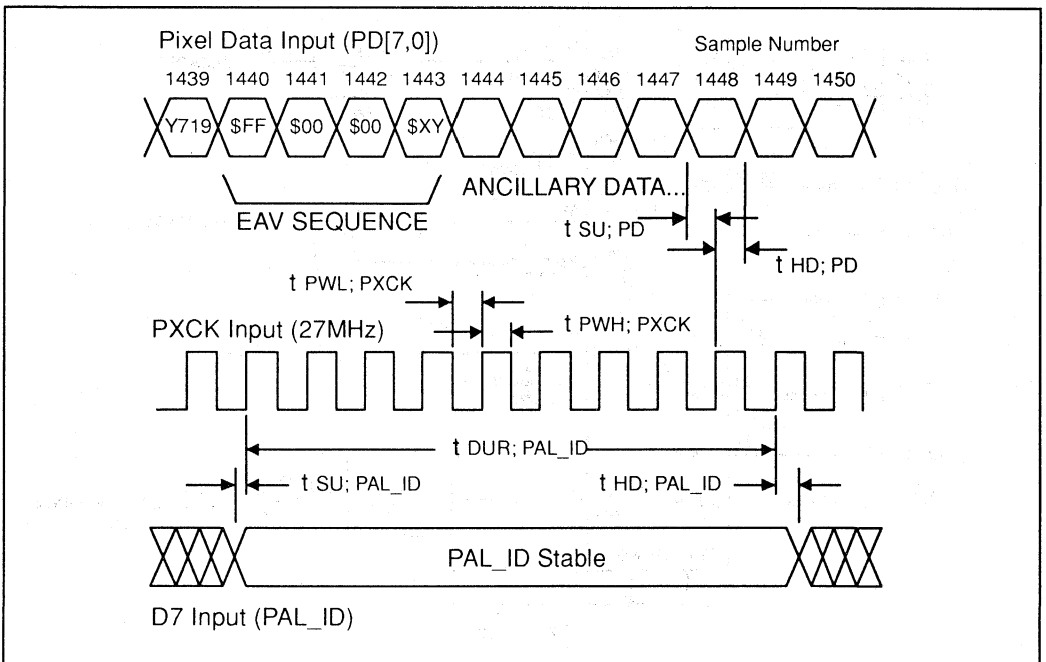 Pixel Data Input (PD[7,0])
Sample Number
1439 1440 1441 1442 1443 1444 1445 1446 1447 1448 1449 1450
Y719 $FF $00 $00 $XY
EAV SEQUENCE
ANCILLARY DATA...
t SU; PD
t HD; PD
t PWL; PXCK
t PWH; PXCK
PXCK Input (27MHz)
t DUR; PAL_ID
t SU; PAL_ID
t HD; PAL_ID
PAL_ID Stable
D7 Input (PAL_ID)